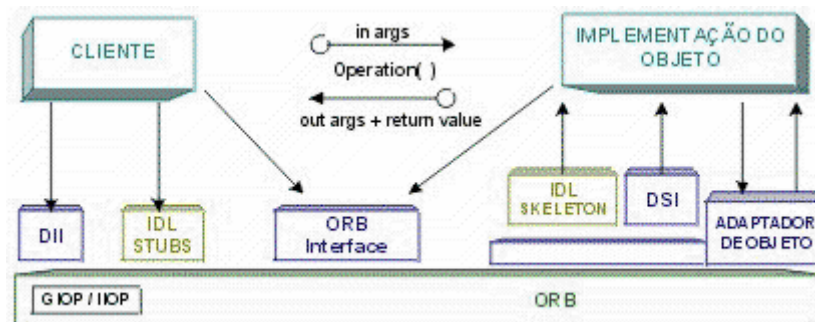 CLIENTE
in args
Operation( )
out args + return value
IMPLEMENTAÇÃO DO
OBJETO
DII
IDL
STUBS
ORB
Interface
IDL
SKELETON
DSI
ADAPTADOR
DE OBJETO
GIOP / IIOP
ORB